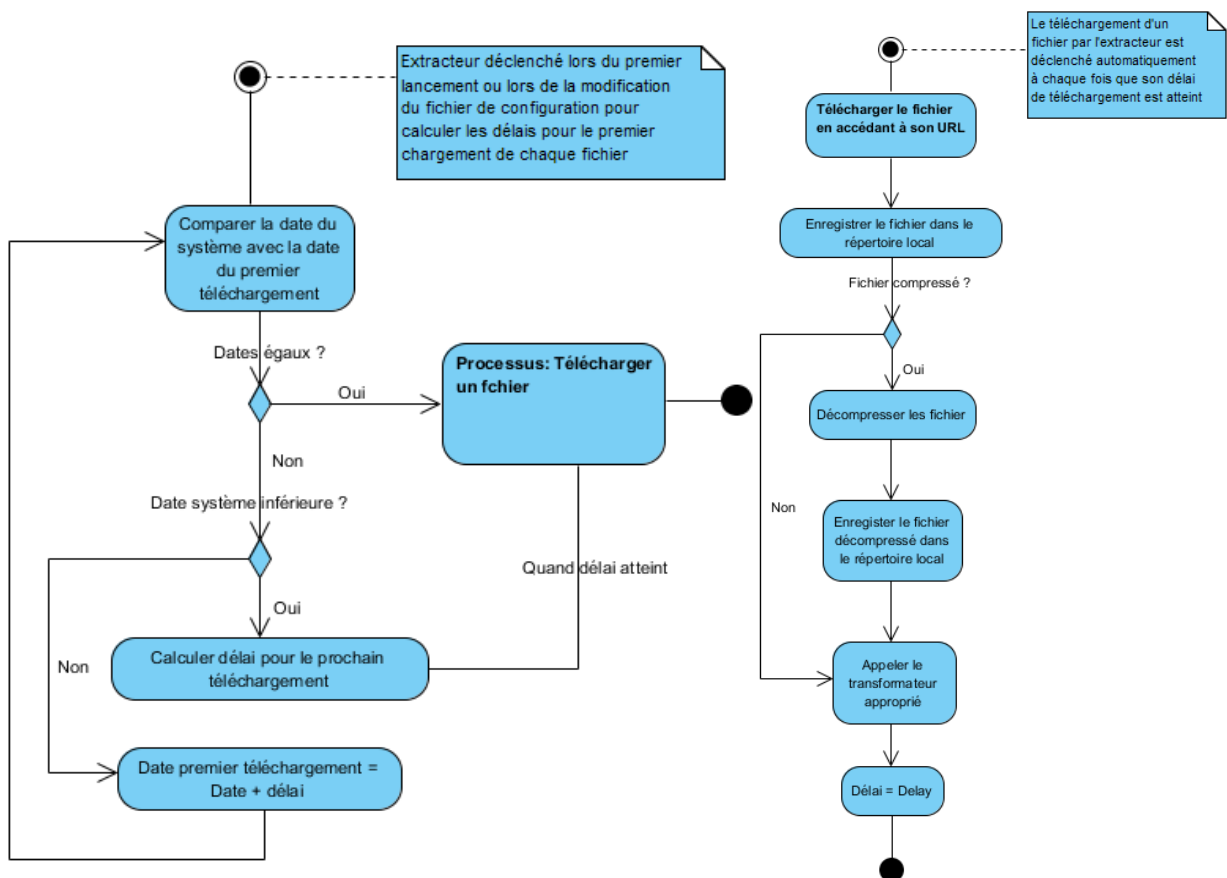 Extracteur déclenché lors du premier
lancement ou lors de la modification
du fichier de configuration pour
calculer les délais pour le premier
chargement de chaque fichier
Comparer la date du
système avec la date
du premier
téléchargement
Dates égaux ?
Oui
Processus: Télécharger
un fchier
Non
Date système inférieure ?
Quand délai atteint
Oui
Non
Calculer délai pour le prochain
téléchargement
Date premier téléchargement =
Date + délai
Le téléchargement d'un
fichier par l'extracteur est
déclenché automatiquement
à chaque fois que son délai
de téléchargement est atteint
Télécharger le fichier
en accédant à son URL
Enregistrer le fichier dans le
répertoire local
Fichier compressé ?
Oui
Décompresser les fichier
Non
Enregister le fichier
décompressé dans
le répertoire local
Appeler le
transformateur
approprié
Délai = Delay